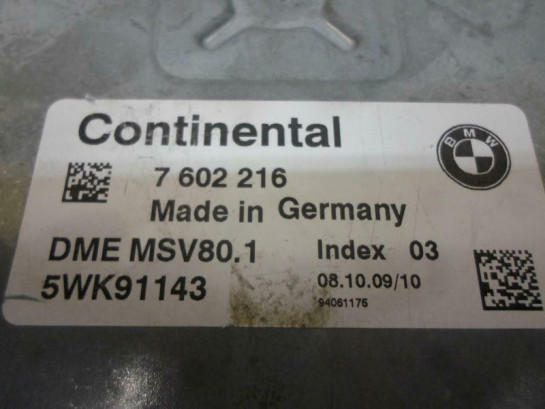 Continental
BMW
7 602 216
Made in Germany
DME MSV80.1 Index 03
5WK91143 08.10.09/10
94061176